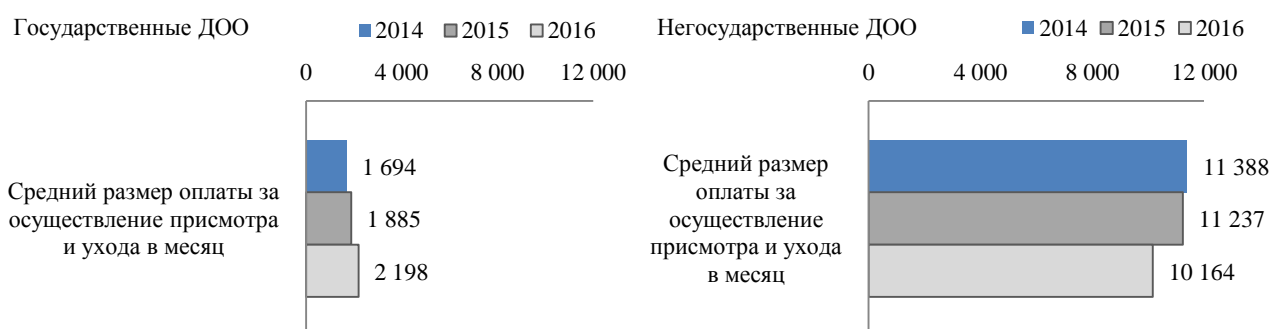 Государственные ДОО
2014 2015 2016
0 4 000 8 000 12 000
Средний размер оплаты за
осуществление присмотра
и ухода в месяц
1 694
1 885
2 198
Негосударственные ДОО
2014 2015 2016
0 4 000 8 000 12 000
Средний размер
оплаты за
осуществление
присмотра и ухода
в месяц
11 388
11 237
10 164